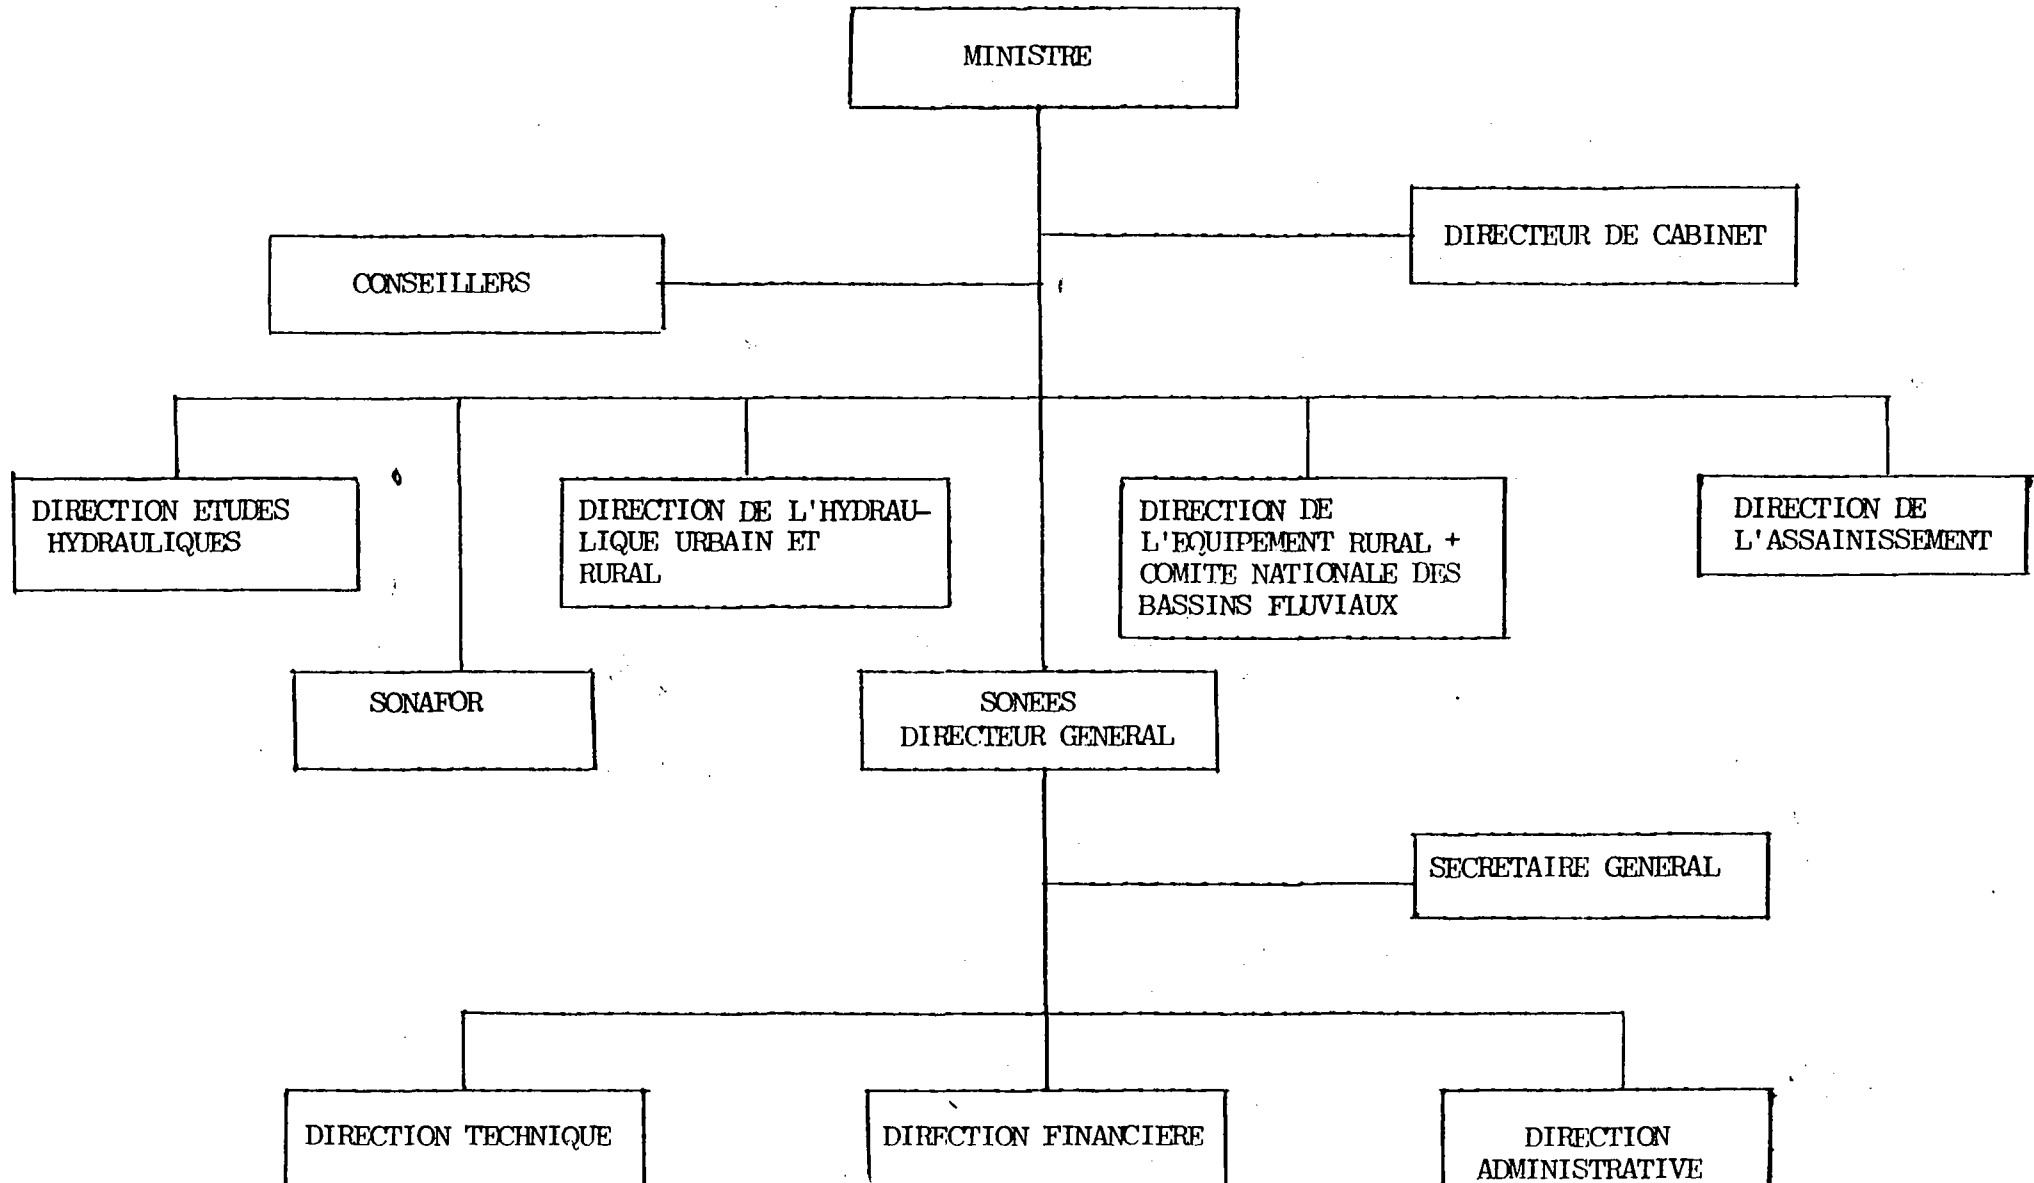 MINISTRE
DIRECTEUR DE CABINET
CONSEILLERS
DIRECTION ETUDES
HYDRAULIQUES
DIRECTION DE L'HYDRAU-
LIQUE URBAIN ET
RURAL
DIRECTION DE
L'EQUIPEMENT RURAL +
COMITE NATIONALE DES
BASSINS FLUVIAUX
DIRECTION DE
L'ASSAINISSEMENT
SONAFOR
SONEES
DIRECTEUR GENERAL
SECRETAIRE GENERAL
DIRECTION TECHNIQUE
DIRECTION FINANCIERE
DIRECTION
ADMINISTRATIVE